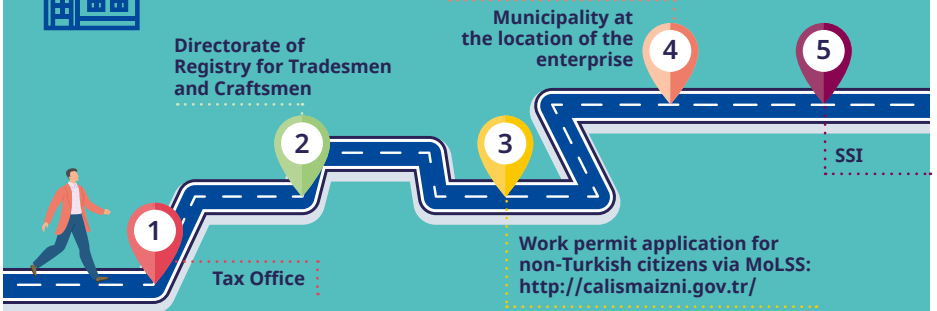 1
Tax Office
2
Directorate of
Registry for Tradesmen
and Craftsmen
3
Work permit application for
non-Turkish citizens via MoLSS:
http://calismaizni.gov.tr/
4
Municipality at
the location of the
enterprise
5
SSI